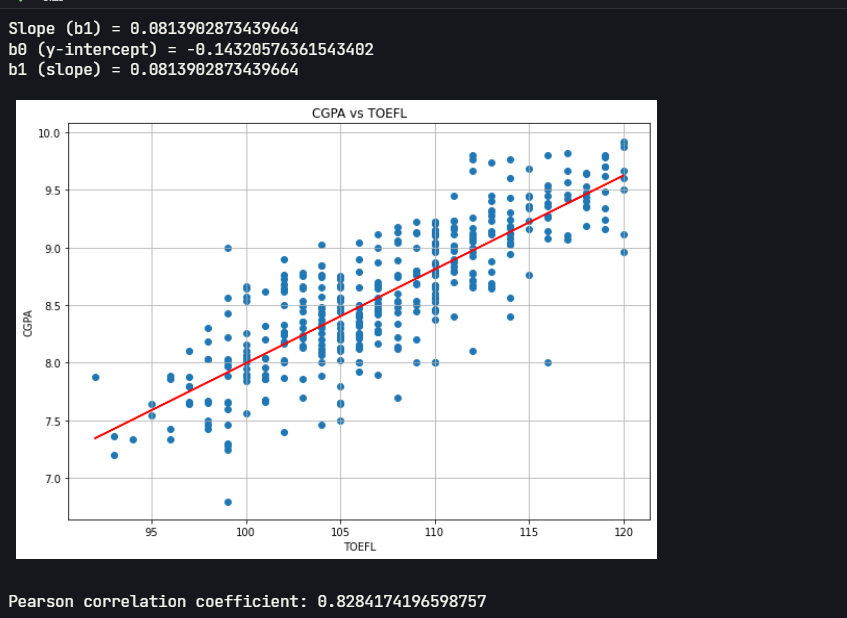 Slope (b1) = 0.0813902873439664
b0 (y-intercept) = -0.14320576361543402
b1 (slope) = 0.0813902873439664
CGPA vs TOEFL
10.0
9.5
9.0
8.5
8.0
7.5
7.0
CGPA
95 100 105 110 115 120
TOEFL
Pearson correlation coefficient: 0.8284174196598757